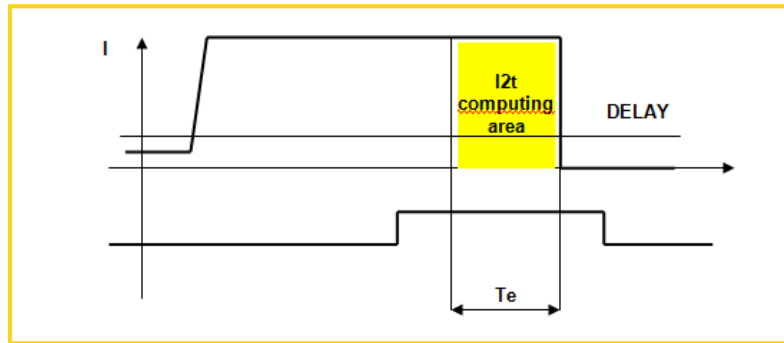 I
I2t
computing
area
DELAY
Te